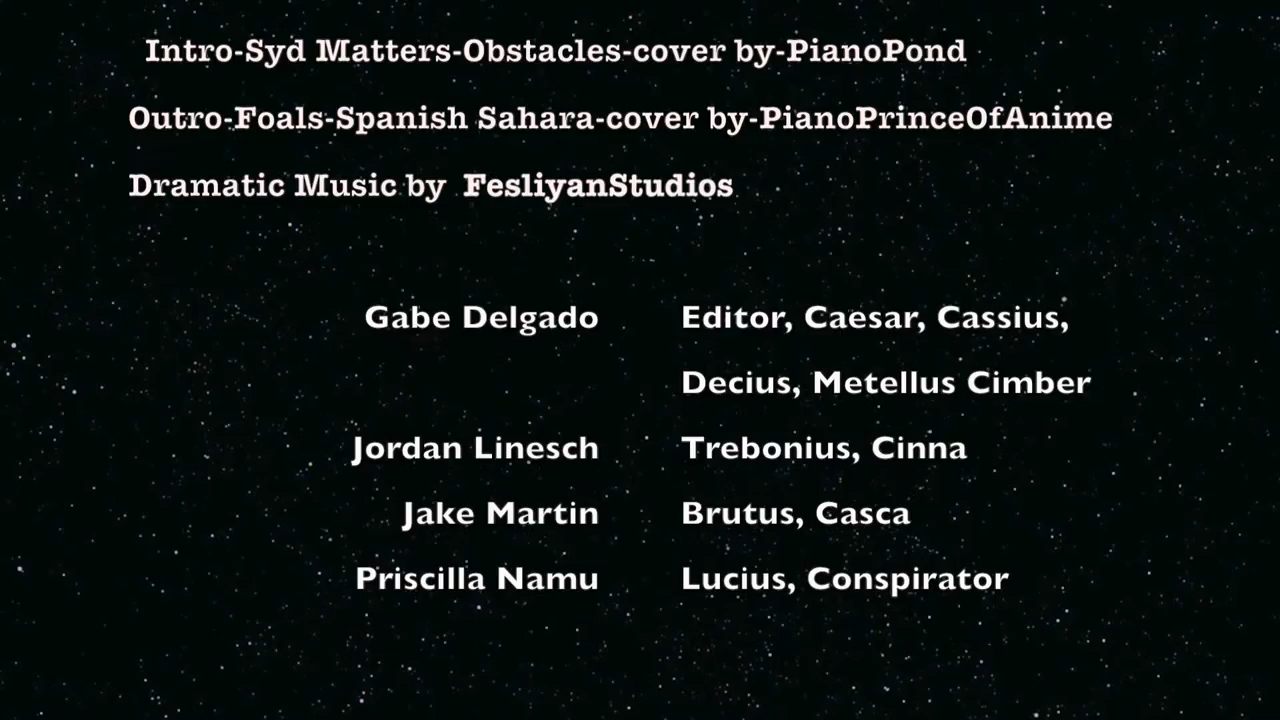 Intro-Syd Matters-Obstacles-cover by-PianoPond
Outro-Foals-Spanish Sahara-cover by-PianoPrinceOfAnime
Dramatic Music by FesliyanStudios
Gabe Delgado Editor, Caesar, Cassius,
Decius, Metellus Cimber
Jordan Linesch Trebonius, Cinna
Jake Martin Brutus, Casca
Priscilla Namu Lucius, Conspirator